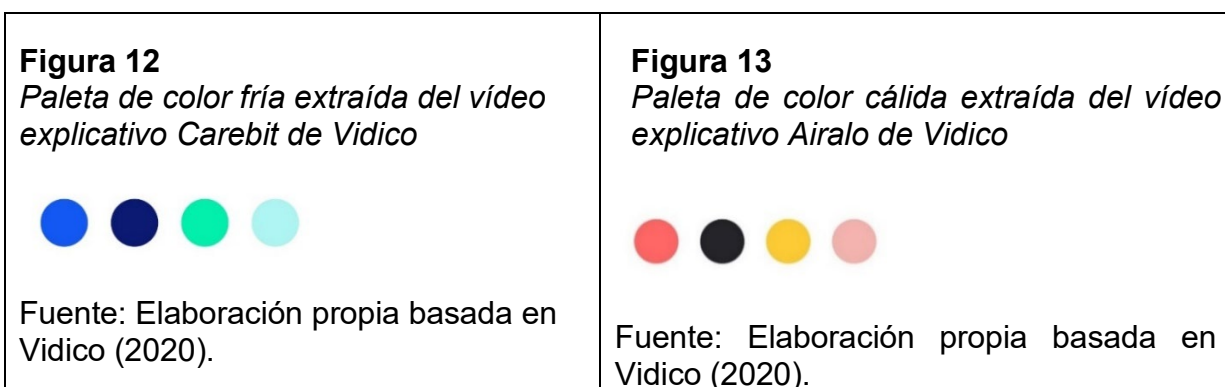 Figura 12
Paleta de color fría extraída del vídeo
explicativo Carebit de Vidico
Fuente: Elaboración propia basada en
Vidico (2020).
Figura 13
Paleta de color cálida extraída del vídeo
explicativo Airalo de Vidico
Fuente: Elaboración propia basada en
Vidico (2020).